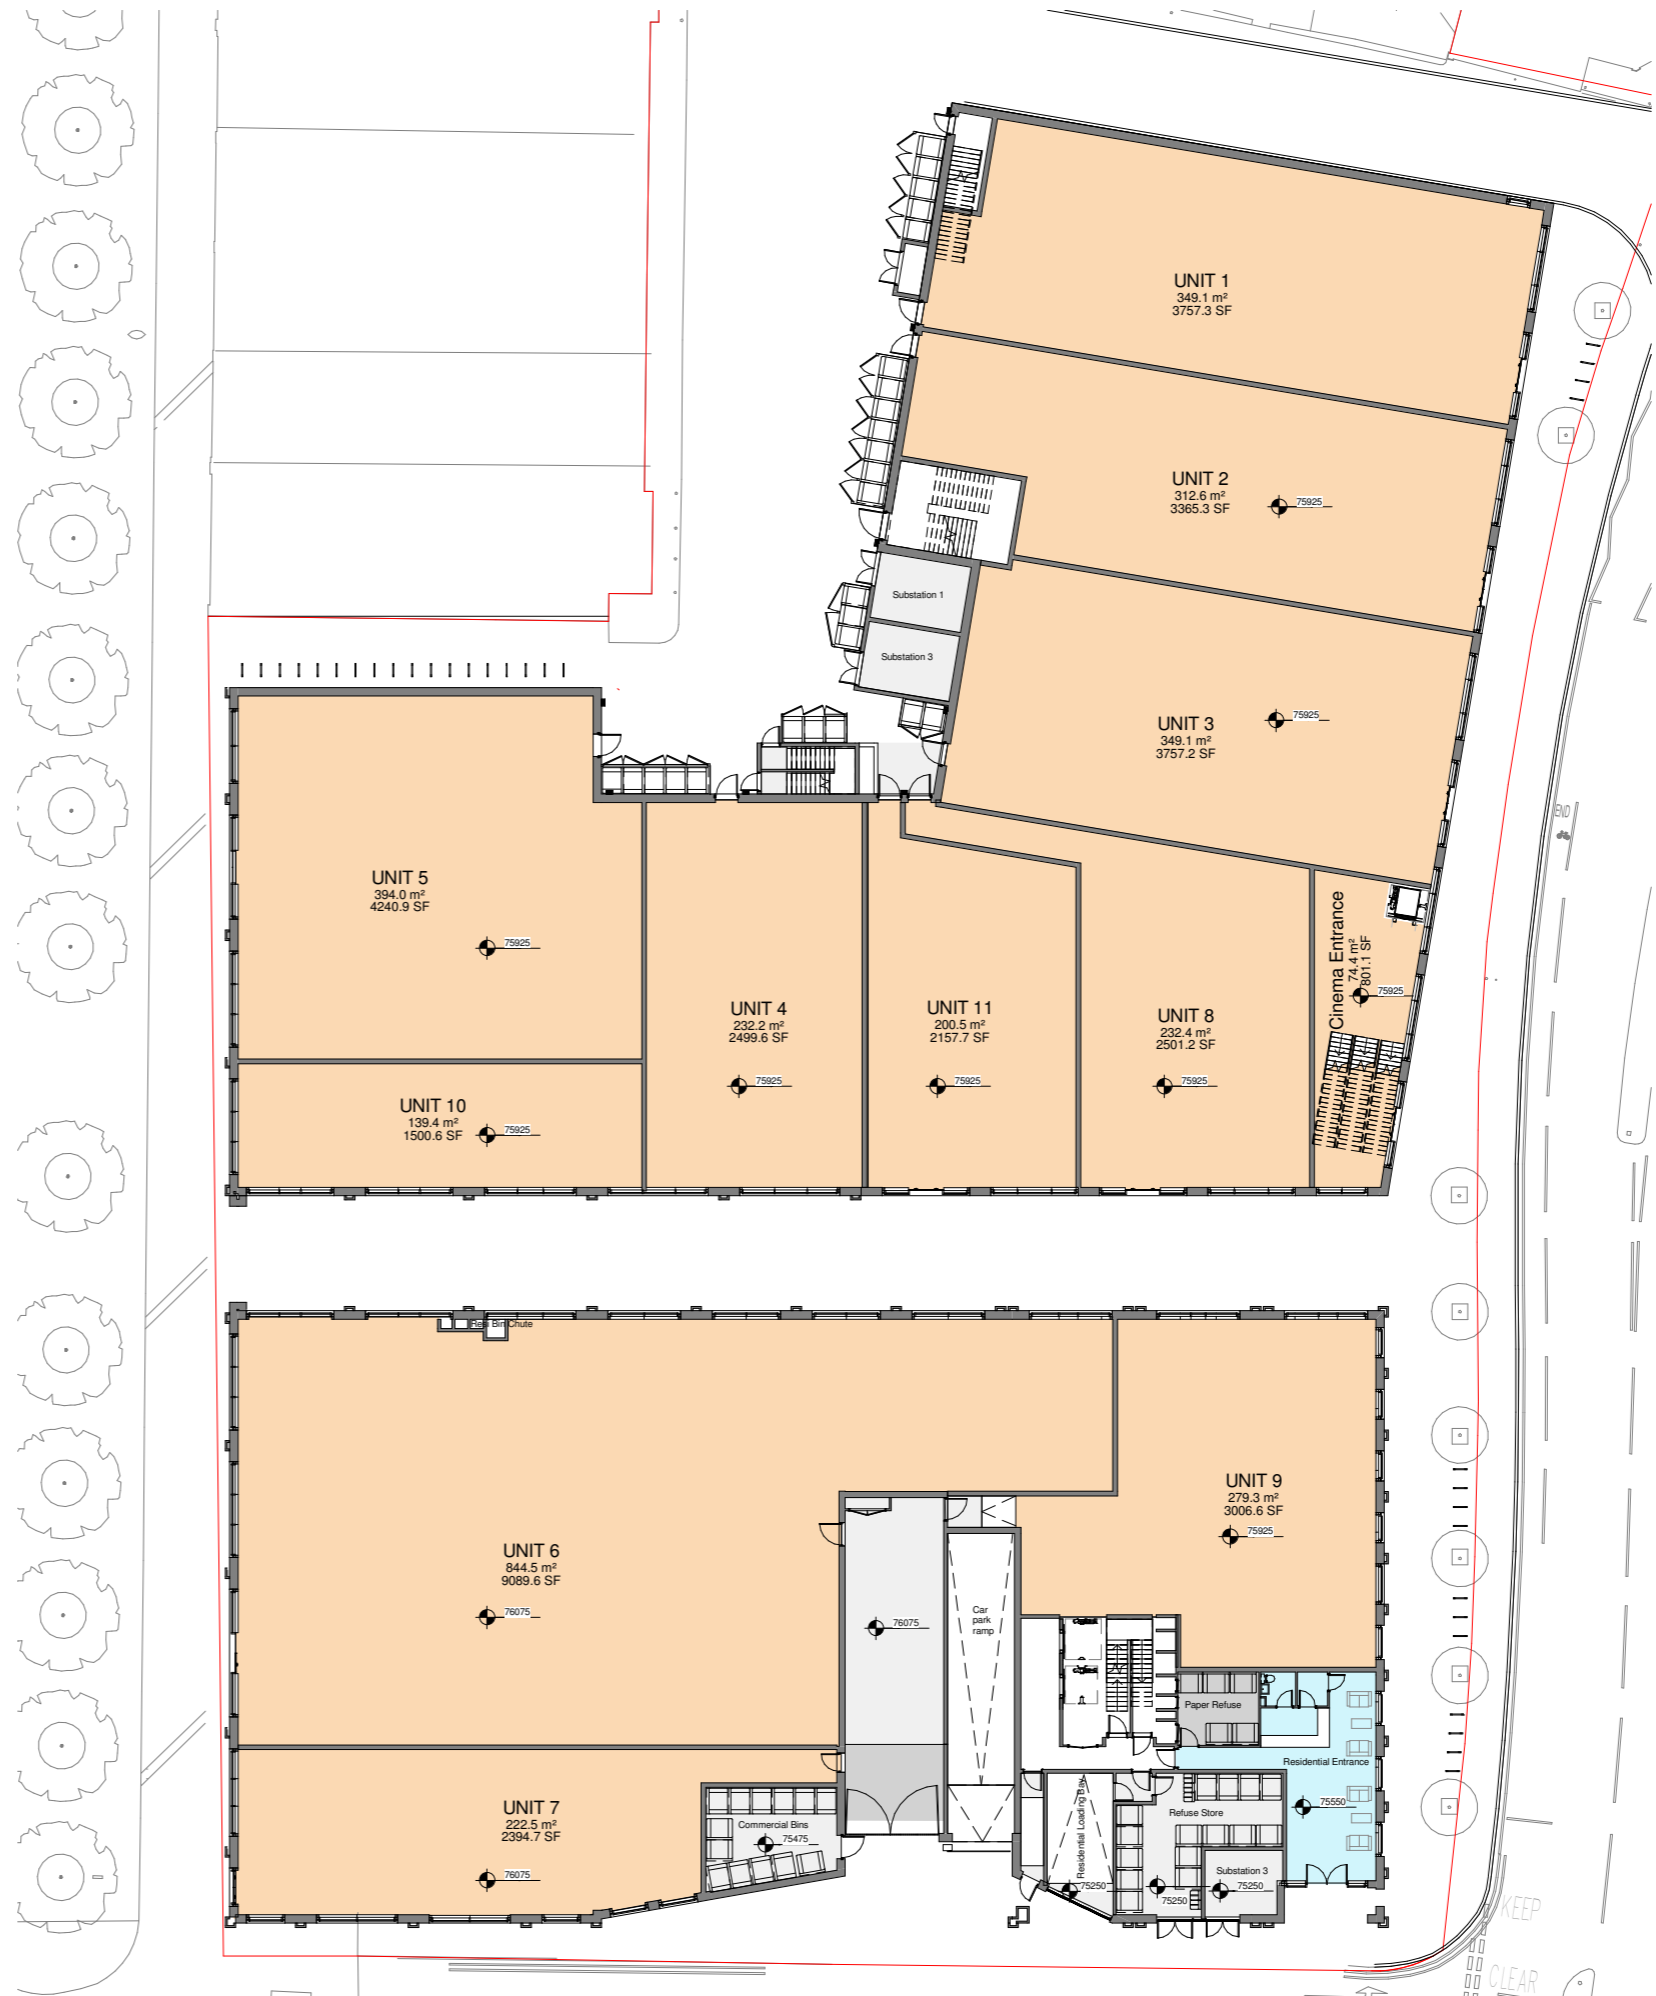 UNIT 1
349.1 m²
3757.3 SF
UNIT 2
312.6 m²
3365.3 SF
75925
Substation 1
Substation 3
UNIT 3
349.1 m²
3757.2 SF
75925
END
UNIT 5
394.0 m²
4240.9 SF
75925
Cinema Entrance
74.4 m²
801.1 SF
75925
UNIT 4
232.2 m²
2499.6 SF
75925
UNIT 11
200.5 m²
2157.7 SF
75925
UNIT 8
232.4 m²
2501.2 SF
75925
UNIT 10
139.4 m²
1500.6 SF
75925
Resi Bin Chute
UNIT 9
279.3 m²
3006.6 SF
75925
UNIT 6
844.5 m²
9089.6 SF
76075
76075
Car
park
ramp
Paper Refuse
Residential Entrance
75550
UNIT 7
222.5 m²
2394.7 SF
76075
Commercial Bins
75475
Residential Loading Bay
75250
Refuse Store
75250
Substation 3
75250
KEEP
CLEAR